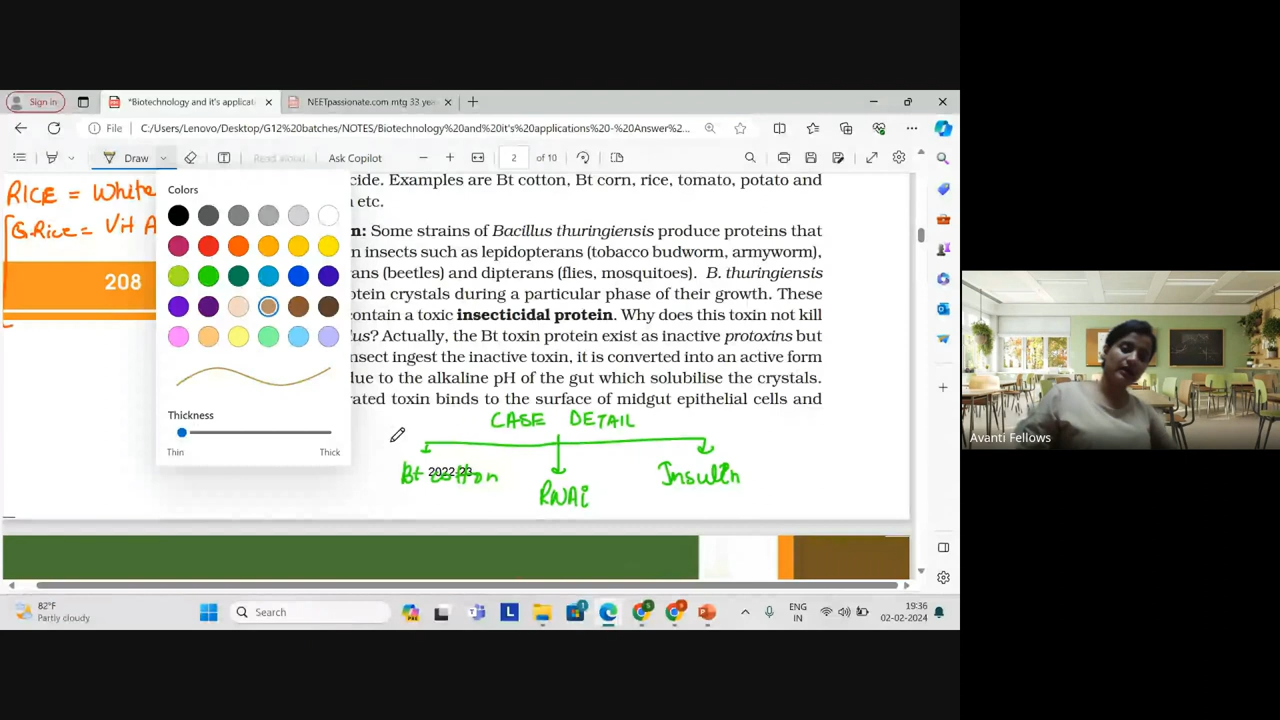 Sign in
*Biotechnology and it's applicati
NEETpassionate.com mtg 33 ye
File
C:/Users/Lenovo/Desktop/G12%20batches/NOTES/Biotechnology%20and%20it's%20applications%20-%20Answer%2...
Draw
Read aloud
Ask Copilot
2
of 10
RICE = White
G.Rice = Vit A
208
Colors
Thickness
Thin
Thick
cide. Examples are Bt cotton, Bt corn, rice, tomato, potato and
etc.
n: Some strains of Bacillus thuringiensis produce proteins that
n insects such as lepidopterans (tobacco budworm, armyworm),
ans (beetles) and dipterans (flies, mosquitoes). B. thuringiensis
otein crystals during a particular phase of their growth. These
contain a toxic insecticidal protein. Why does this toxin not kill
lus? Actually, the Bt toxin protein exist as inactive protoxins but
nsect ingest the inactive toxin, it is converted into an active form
due to the alkaline pH of the gut which solubilise the crystals.
rated toxin binds to the surface of midgut epithelial cells and
CASE DETAIL
Bt cotton
2022-23
RNAi
Insulin
Avanti Fellows
82°F
Partly cloudy
Search
ENG
IN
19:36
02-02-2024